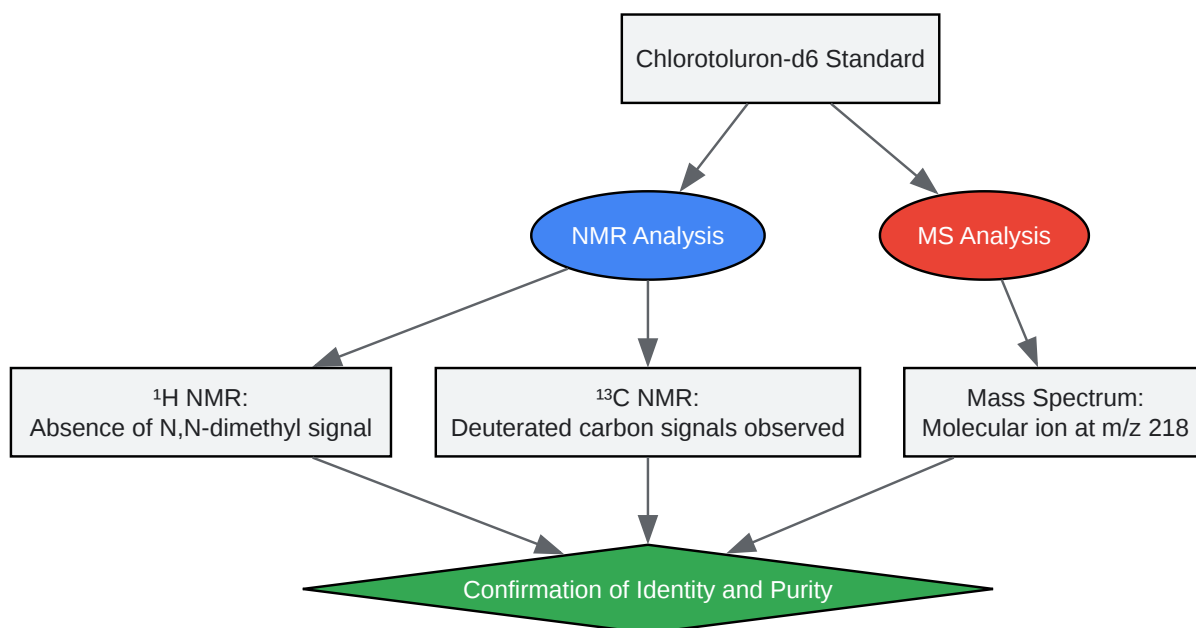 Chlorotoluron-d6 Standard
NMR Analysis
MS Analysis
¹H NMR:
Absence of N,N-dimethyl signal
¹³C NMR:
Deuterated carbon signals observed
Mass Spectrum:
Molecular ion at m/z 218
Confirmation of Identity and Purity